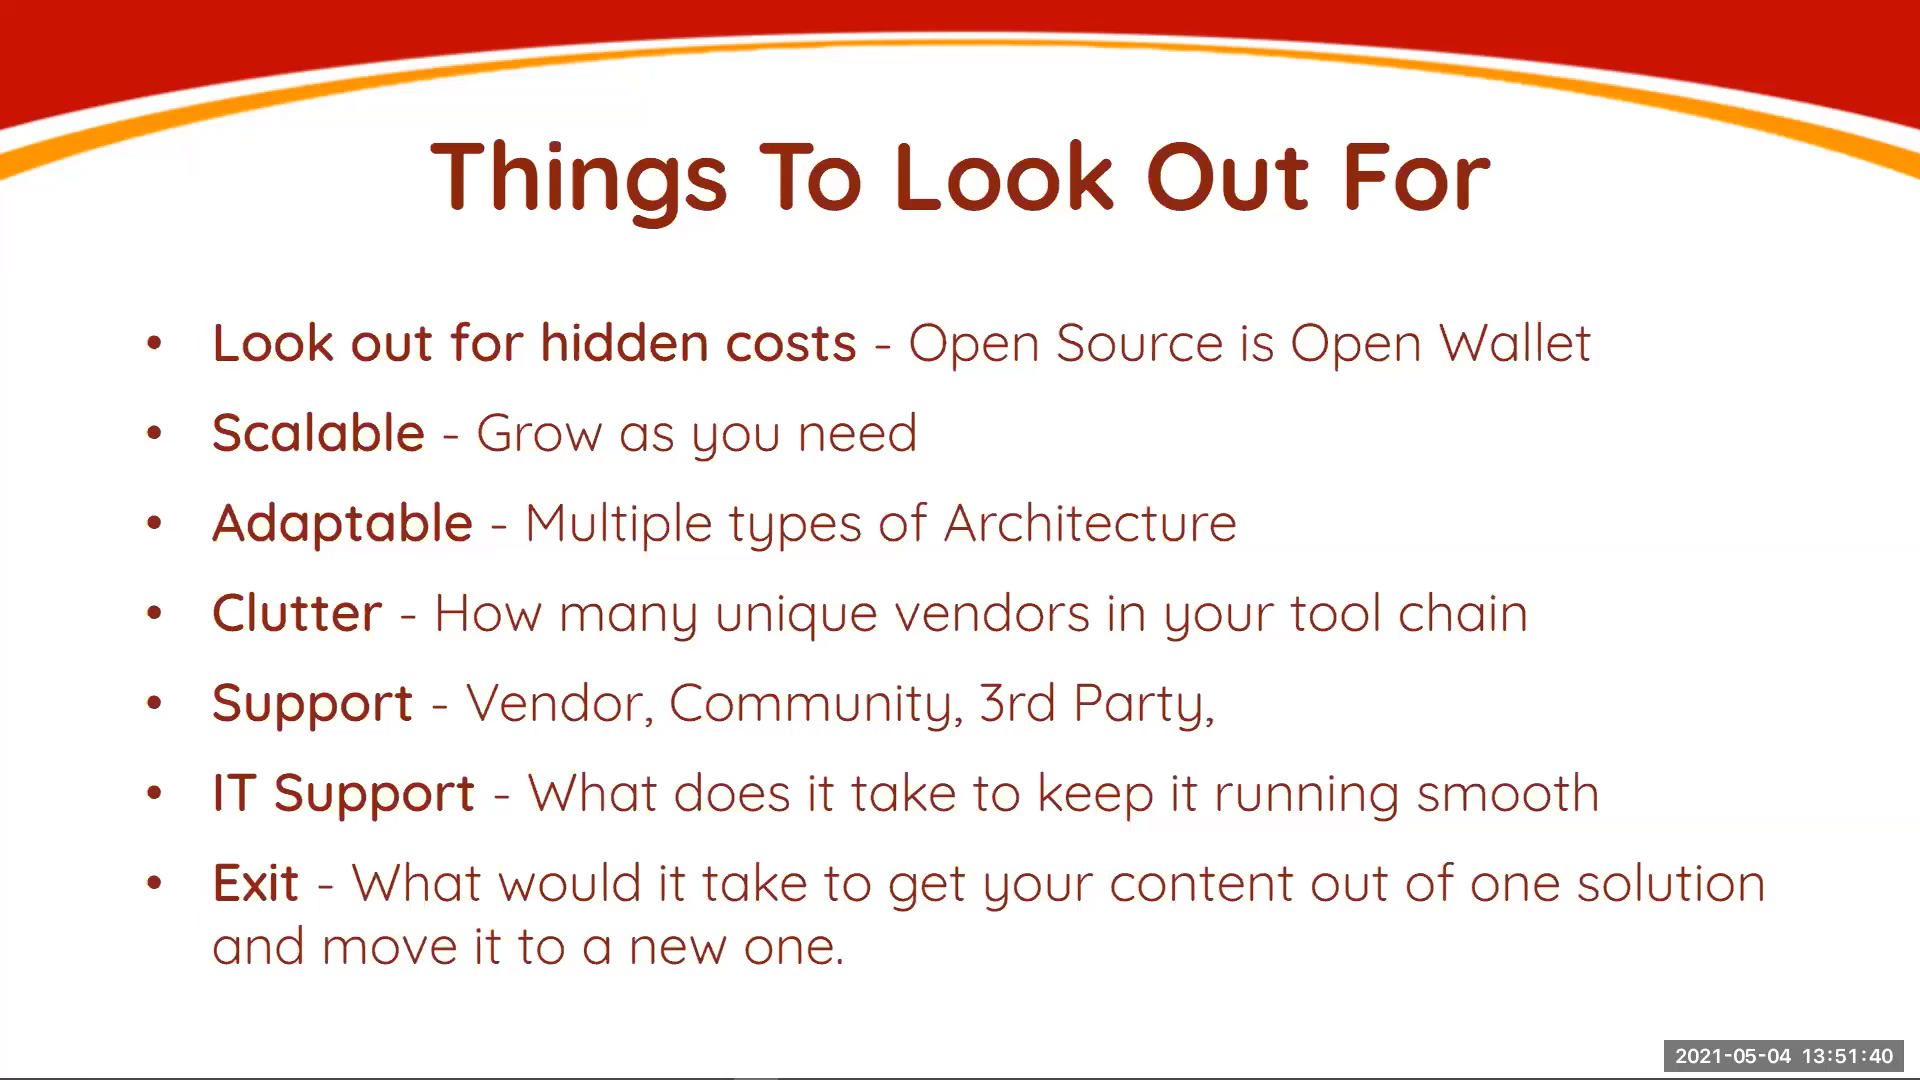 Things To Look Out For
• Look out for hidden costs - Open Source is Open Wallet
• Scalable - Grow as you need
• Adaptable - Multiple types of Architecture
• Clutter - How many unique vendors in your tool chain
• Support - Vendor, Community, 3rd Party,
• IT Support - What does it take to keep it running smooth
• Exit - What would it take to get your content out of one solution
and move it to a new one.
2021-05-04 13:51:40